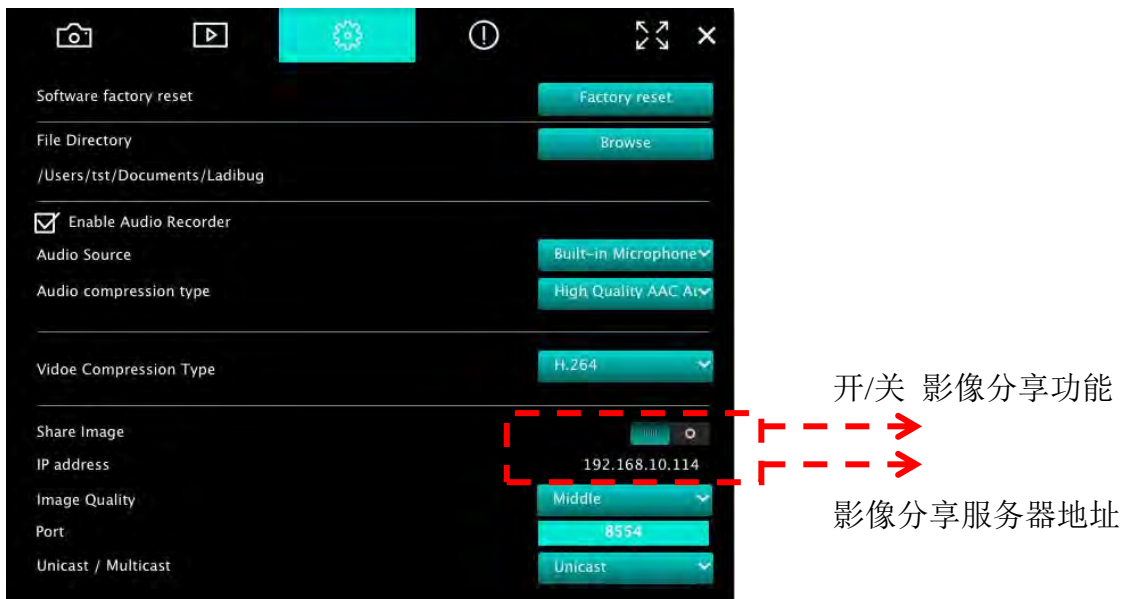 Software factory reset Factory reset
File Directory Browse
/Users/tst/Documents/Ladibug
Enable Audio Recorder
Audio Source Built-in Microphone
Audio compression type High Quality AAC Au
Vidoe Compression Type H.264
开/关 影像分享功能
Share Image
IP address 192.168.10.114
Image Quality Middle
影像分享服务器地址
Port 8554
Unicast / Multicast Unicast